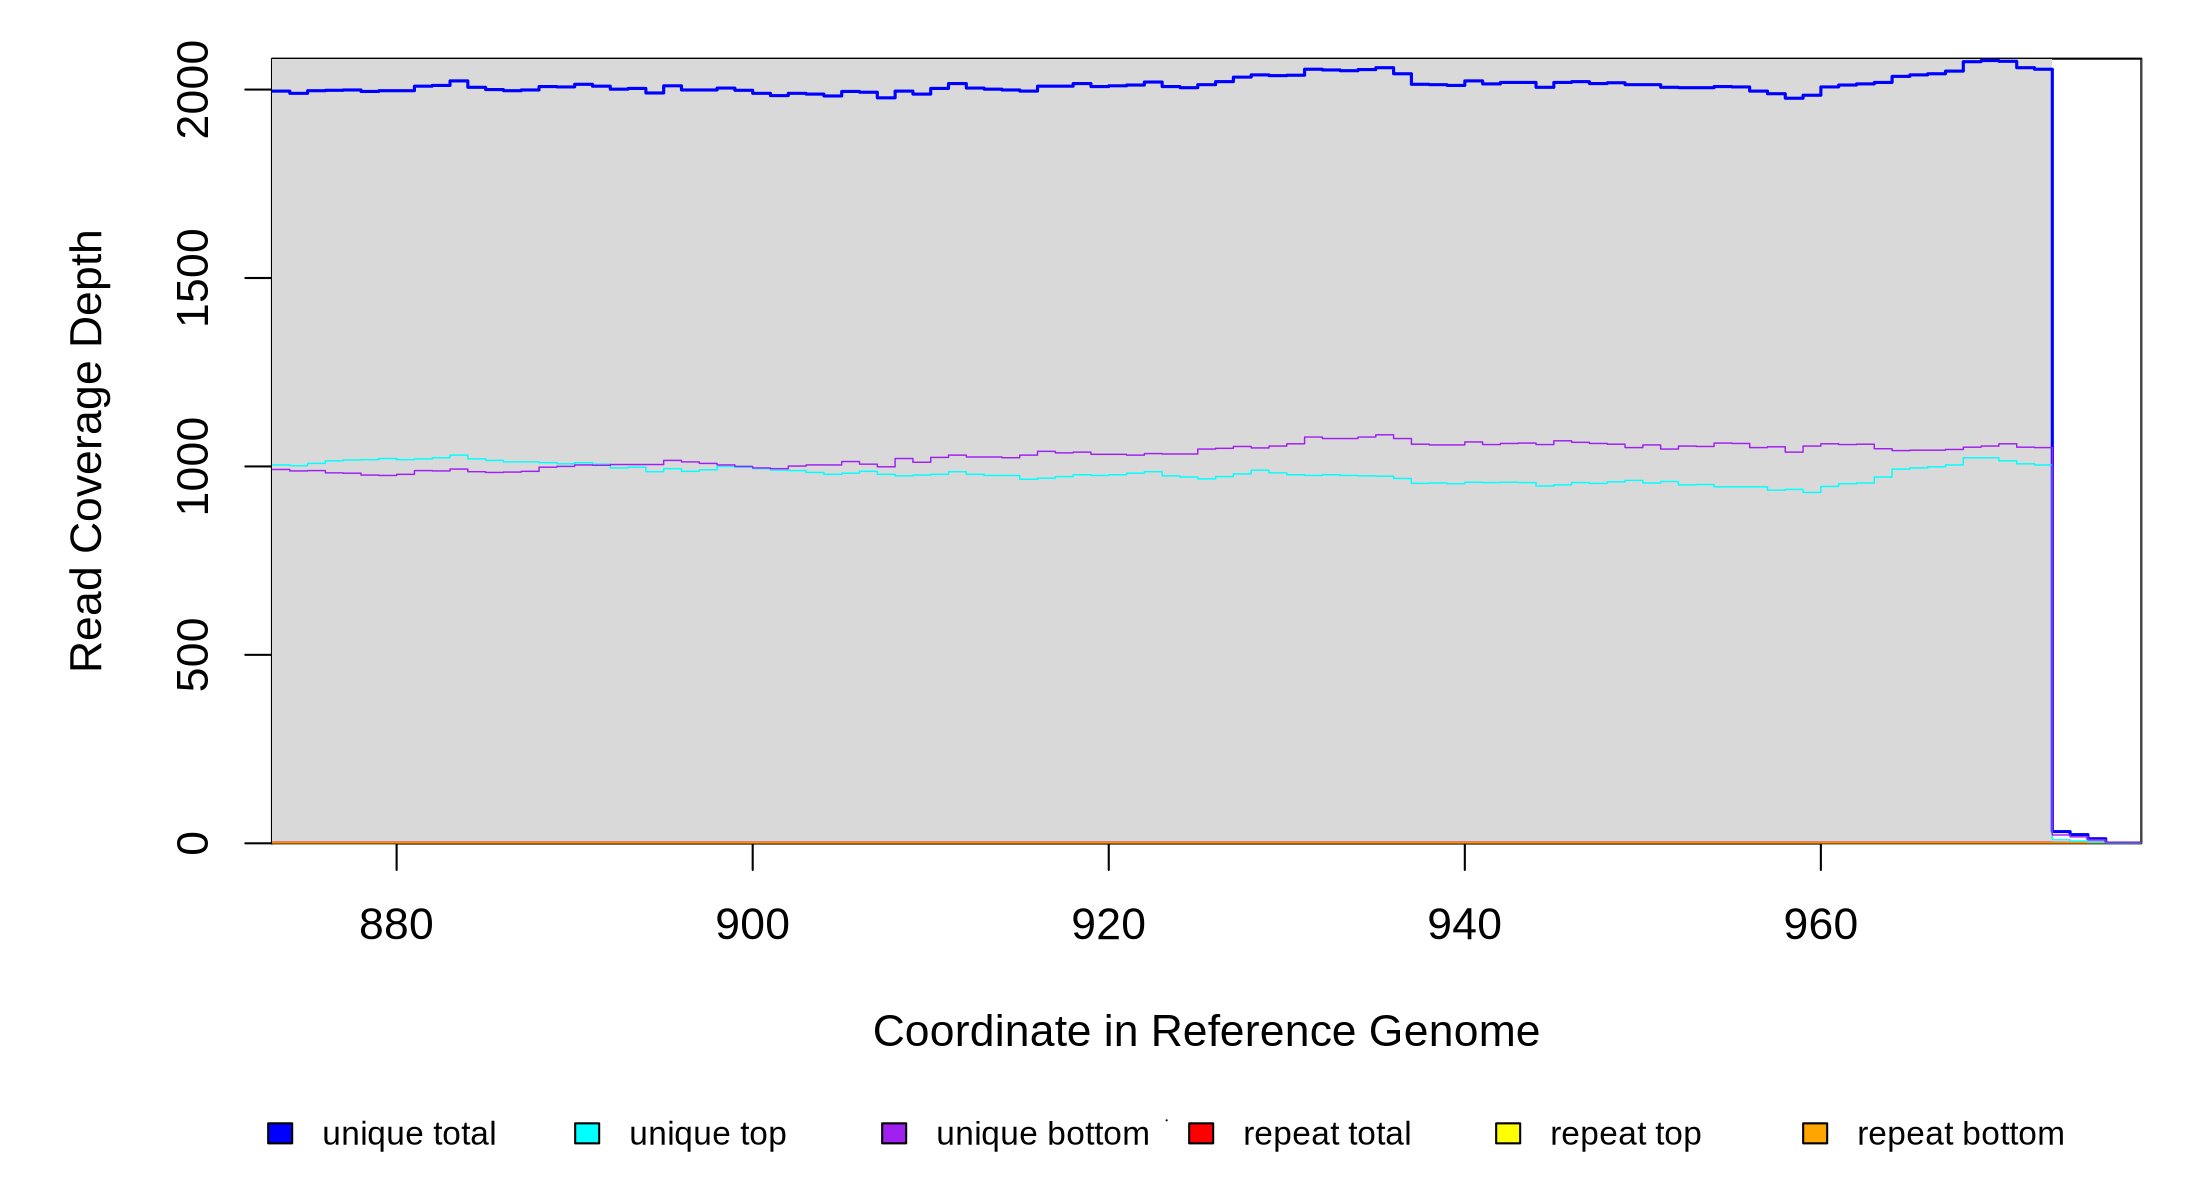 2000
1500
1000
500
0
Read Coverage Depth
880 900 920 940 960
Coordinate in Reference Genome
unique total unique top unique bottom repeat total repeat top repeat bottom